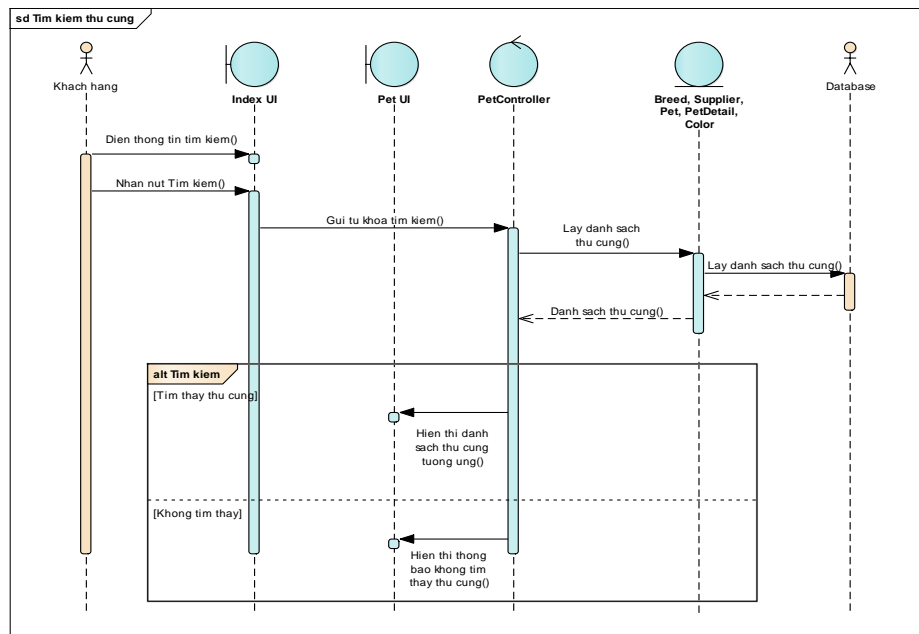 sd Tim kiem thu cung
Khach hang
Index UI
Pet UI
PetController
Breed, Supplier,
Pet, PetDetail,
Color
Database
Dien thong tin tim kiem()
Nhan nut Tim kiem()
Gui tu khoa tim kiem()
Lay danh sach
thu cung()
Lay danh sach thu cung()
Danh sach thu cung()
alt Tim kiem
[Tim thay thu cung]
Hien thi danh
sach thu cung
tuong ung()
[Khong tim thay]
Hien thi thong
bao khong tim
thay thu cung()